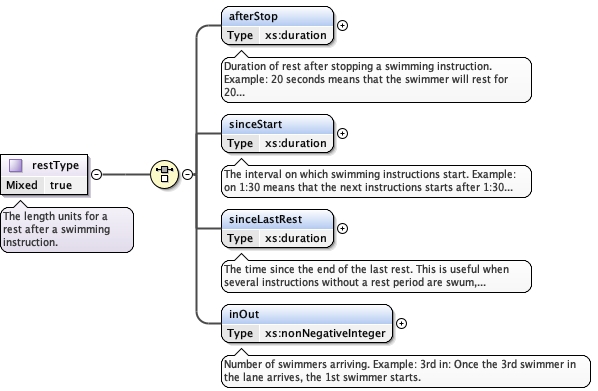 afterStop
Type xs:duration
Duration of rest after stopping a swimming instruction.
Example: 20 seconds means that the swimmer will rest for
20...
sinceStart
Type xs:duration
The interval on which swimming instructions start. Example:
on 1:30 means that the next instructions starts after 1:30...
restType
Mixed true
The length units for a
rest after a swimming
instruction.
sinceLastRest
Type xs:duration
The time since the end of the last rest. This is useful when
several instructions without a rest period are swum,...
inOut
Type xs:nonNegativeInteger
Number of swimmers arriving. Example: 3rd in: Once the 3rd swimmer in
the lane arrives, the 1st swimmer starts.